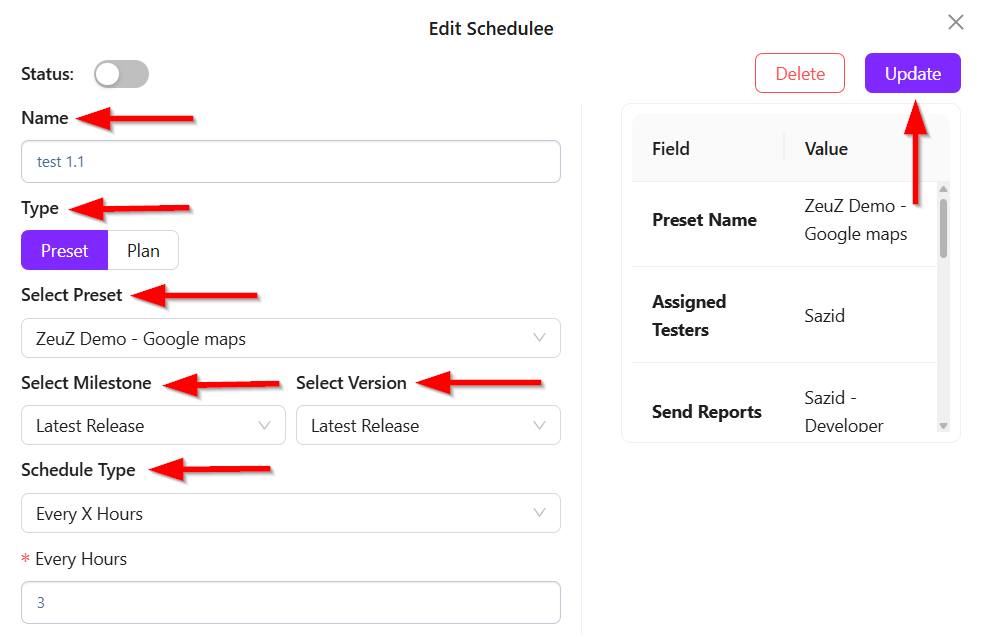 Edit Schedulee
Status:
Delete
Update
Name
test 1.1
Type
Preset
Plan
Select Preset
ZeuZ Demo - Google maps
Select Milestone
Select Version
Latest Release
Latest Release
Schedule Type
Every X Hours
* Every Hours
3
Field
Value
Preset Name
ZeuZ Demo -
Google maps
Assigned
Testers
Sazid
Send Reports
Sazid -
Developer